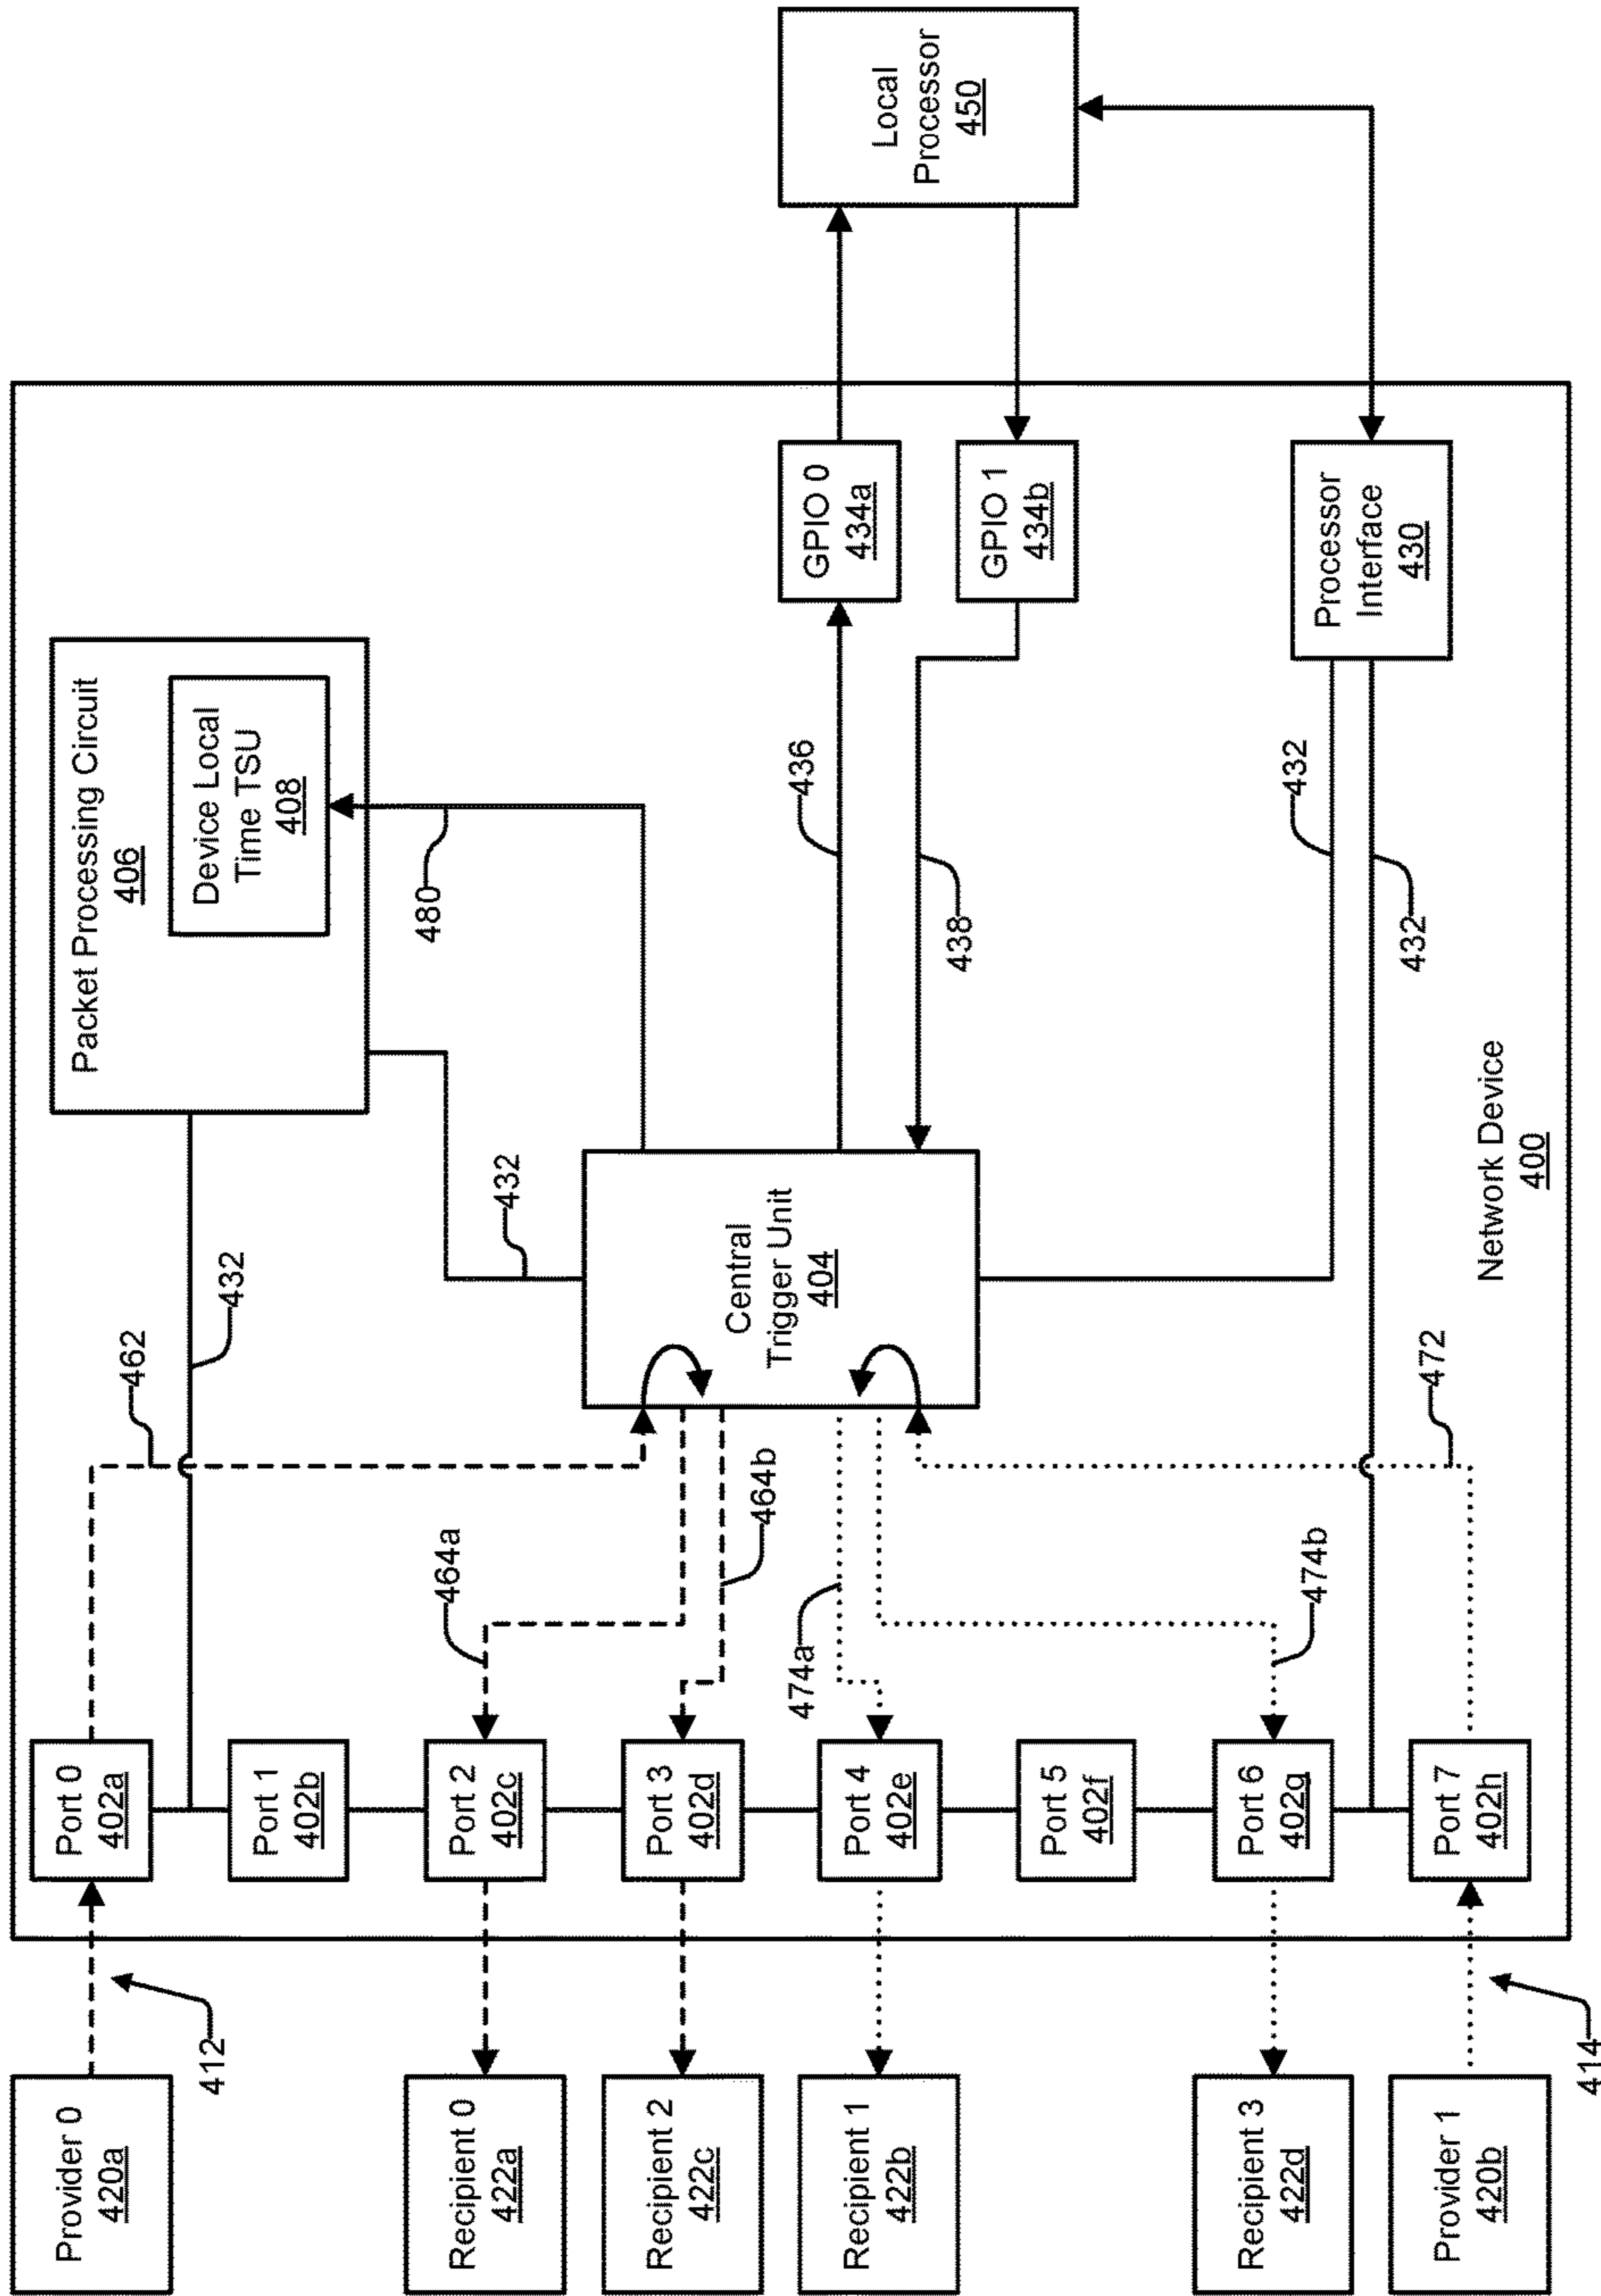 Provider 0
420a
412
Recipient 0
422a
Recipient 2
422c
Recipient 1
422b
Recipient 3
422d
Provider 1
420b
414
Port 0
402a
Port 1
402b
Port 2
402c
Port 3
402d
Port 4
402e
Port 5
402f
Port 6
402g
Port 7
402h
462
432
464a
464b
474a
474b
472
432
Central
Trigger Unit
404
Packet Processing Circuit
406
Device Local
Time TSU
408
480
436
438
432
432
GPIO 0
434a
GPIO 1
434b
Processor
Interface
430
Network Device
400
Local
Processor
450